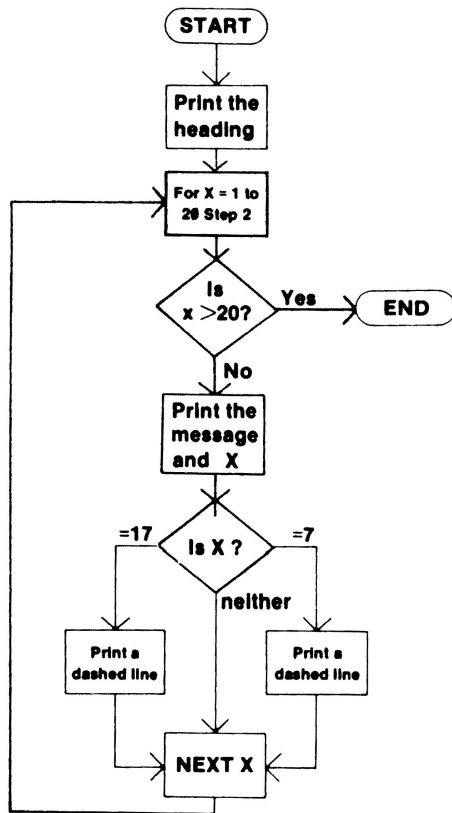 START
Print the
heading
For X = 1 to
20 Step 2
Is
x >20?
Yes
END
No
Print the
message
and X
=17
Is X ?
=7
neither
Print a
dashed line
Print a
dashed line
NEXT X